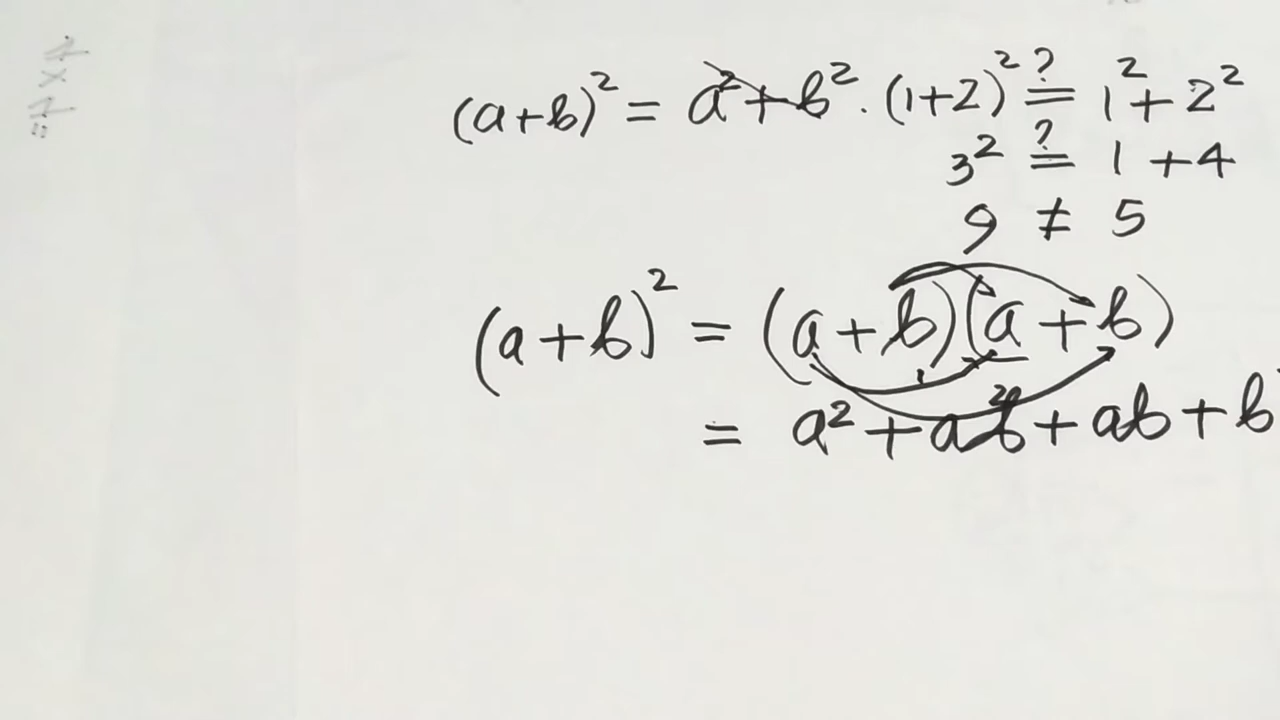 (a+b)² = a²+b². (1+2)² ≟ 1²+2²
3² ≟ 1+4
9 ≠ 5
(a+b)² = (a+b)(a+b)
= a²+ab+ab+b